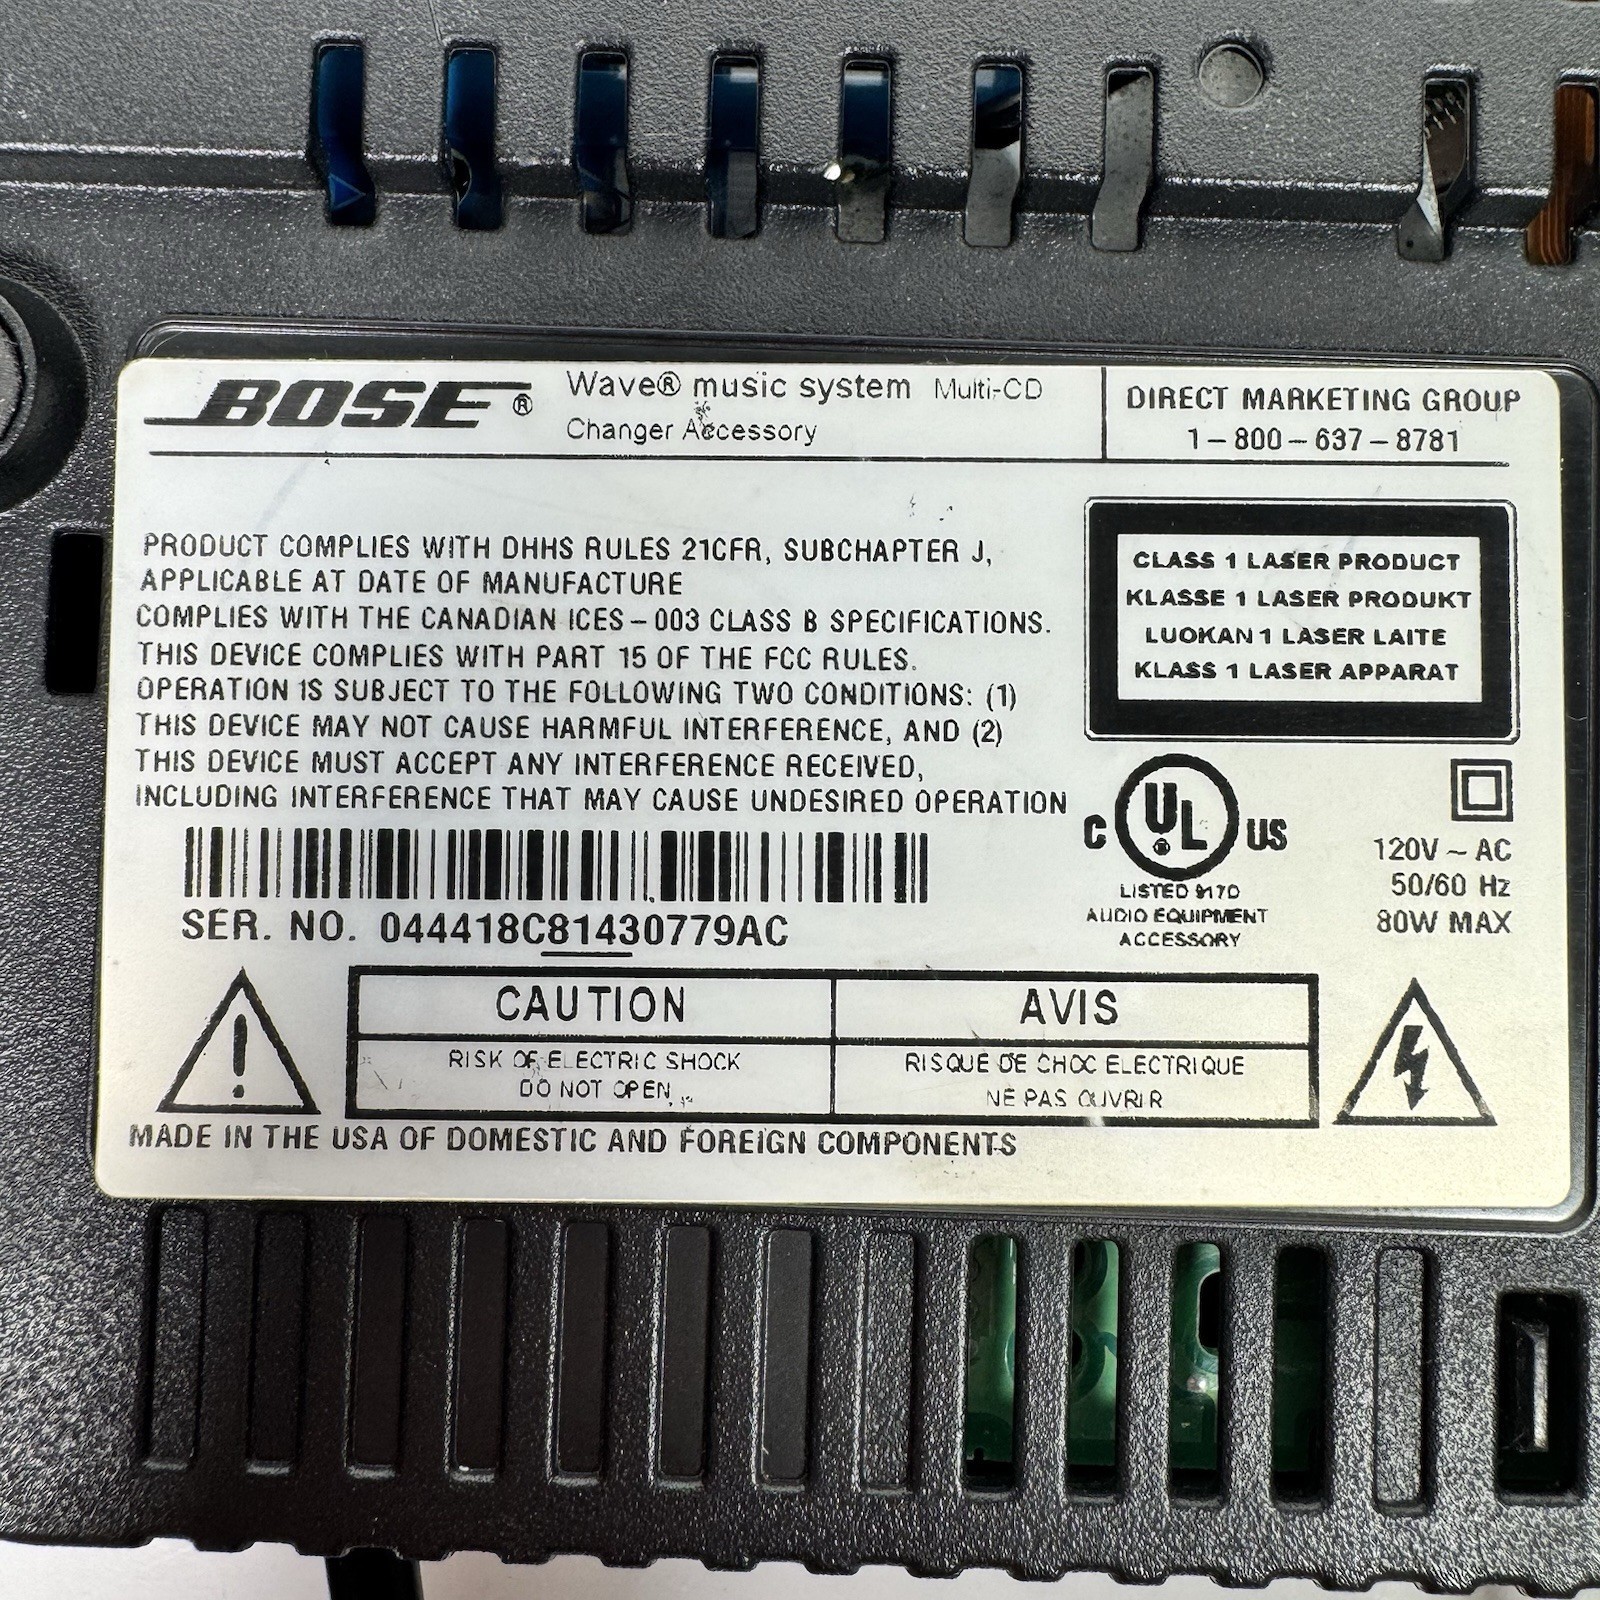 BOSE® Wave® music system Multi-CD
Changer Accessory
DIRECT MARKETING GROUP
1-800-637-8781
PRODUCT COMPLIES WITH DHHS RULES 21CFR, SUBCHAPTER J,
APPLICABLE AT DATE OF MANUFACTURE
COMPLIES WITH THE CANADIAN ICES-003 CLASS B SPECIFICATIONS.
THIS DEVICE COMPLIES WITH PART 15 OF THE FCC RULES.
OPERATION IS SUBJECT TO THE FOLLOWING TWO CONDITIONS: (1)
THIS DEVICE MAY NOT CAUSE HARMFUL INTERFERENCE, AND (2)
THIS DEVICE MUST ACCEPT ANY INTERFERENCE RECEIVED,
INCLUDING INTERFERENCE THAT MAY CAUSE UNDESIRED OPERATION
CLASS 1 LASER PRODUCT
KLASSE 1 LASER PRODUKT
LUOKAN 1 LASER LAITE
KLASS 1 LASER APPARAT
C UL® US
LISTED 917D
AUDIO EQUIPMENT
ACCESSORY
120V ~ AC
50/60 Hz
80W MAX
SER. NO. 044418C81430779AC
CAUTION
RISK OF ELECTRIC SHOCK
DO NOT OPEN
AVIS
RISQUE DE CHOC ELECTRIQUE
NE PAS OUVRIR
MADE IN THE USA OF DOMESTIC AND FOREIGN COMPONENTS